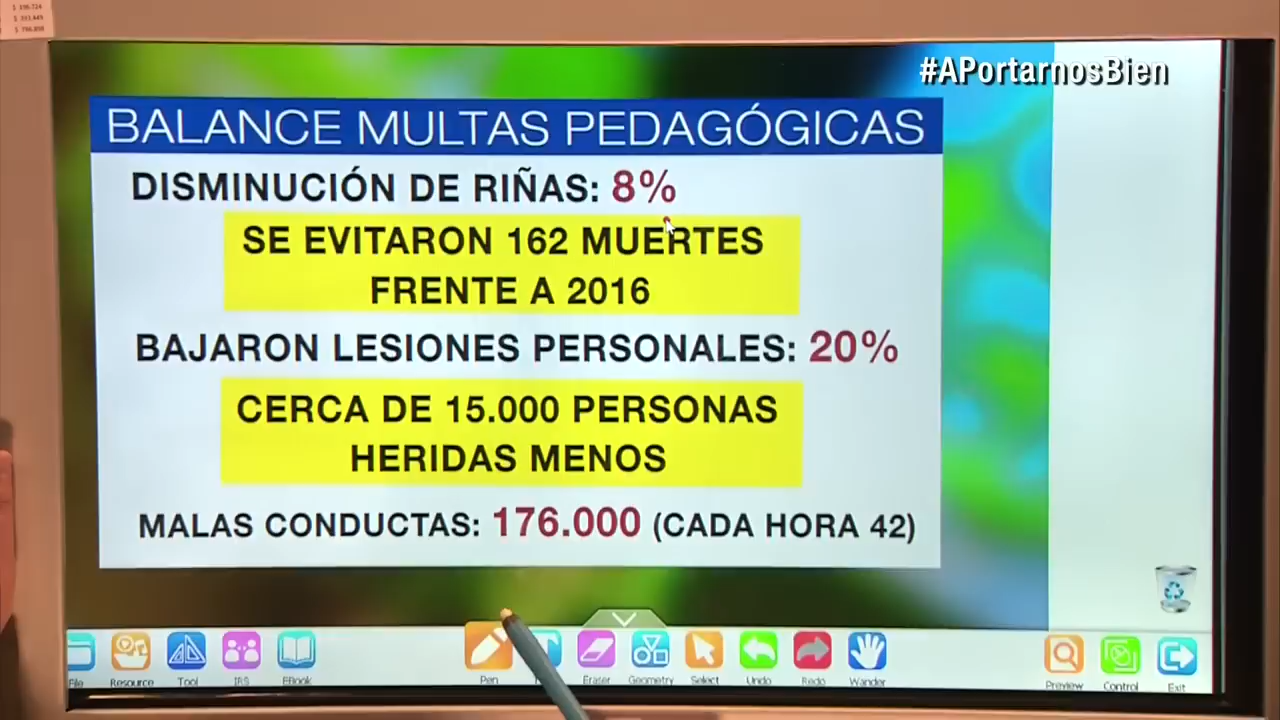 #APortarnosBien
BALANCE MULTAS PEDAGÓGICAS
DISMINUCIÓN DE RIÑAS: 8%
SE EVITARON 162 MUERTES
FRENTE A 2016
BAJARON LESIONES PERSONALES: 20%
CERCA DE 15.000 PERSONAS
HERIDAS MENOS
MALAS CONDUCTAS: 176.000 (CADA HORA 42)
File Resource Tool IRS EBook Pen Eraser Geometry Select Undo Redo Wander Preview Control Exit